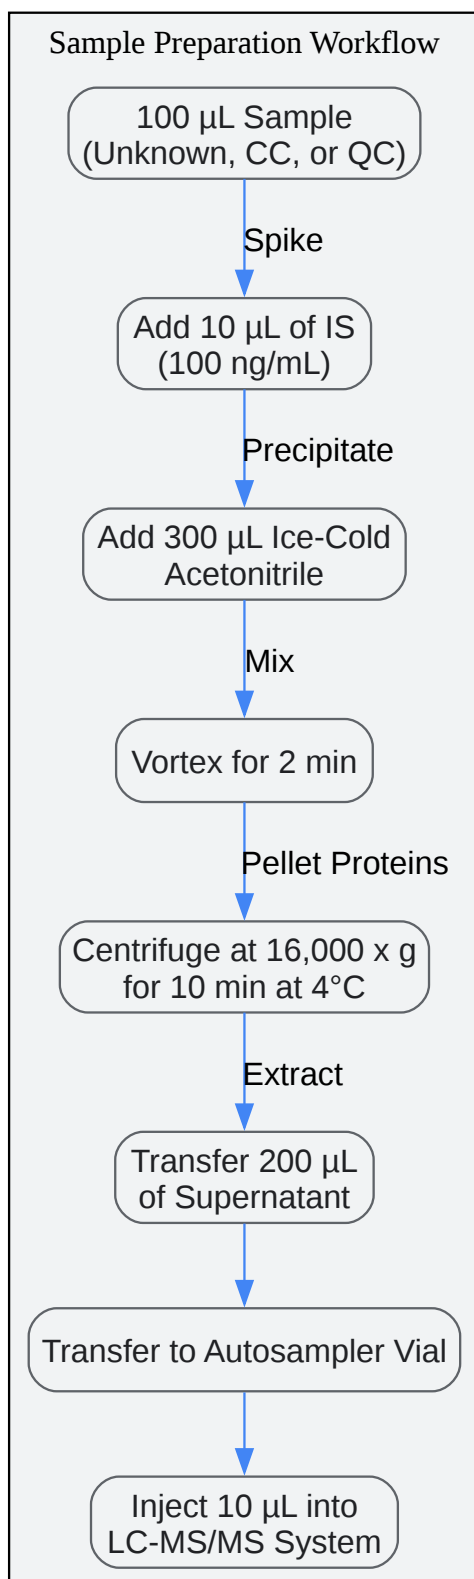 Sample Preparation Workflow
100 µL Sample
(Unknown, CC, or QC)
Spike
Add 10 µL of IS
(100 ng/mL)
Precipitate
Add 300 µL Ice-Cold
Acetonitrile
Mix
Vortex for 2 min
Pellet Proteins
Centrifuge at 16,000 x g
for 10 min at 4°C
Extract
Transfer 200 µL
of Supernatant
Transfer to Autosampler Vial
Inject 10 µL into
LC-MS/MS System